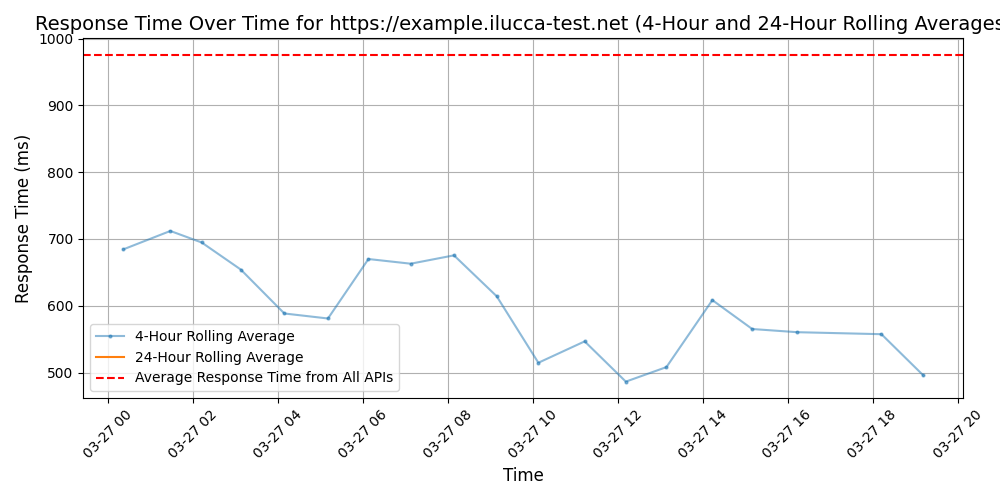 Response Time Over Time for https://example.ilucca-test.net (4-Hour and 24-Hour Rolling Averages
Response Time (ms)
1000
900
800
700
600
500
4-Hour Rolling Average
24-Hour Rolling Average
Average Response Time from All APIs
03-27 00
03-27 02
03-27 04
03-27 06
03-27 08
03-27 10
03-27 12
03-27 14
03-27 16
03-27 18
03-27 20
Time